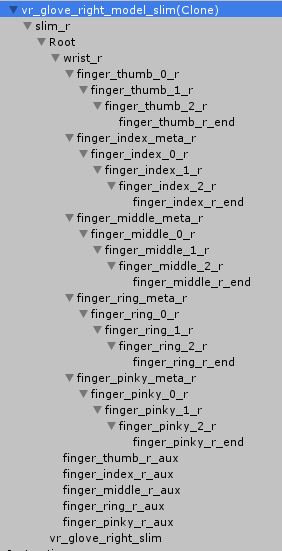 vr_glove_right_model_slim(Clone)
slim_r
Root
wrist_r
finger_thumb_0_r
finger_thumb_1_r
finger_thumb_2_r
finger_thumb_r_end
finger_index_meta_r
finger_index_0_r
finger_index_1_r
finger_index_2_r
finger_index_r_end
finger_middle_meta_r
finger_middle_0_r
finger_middle_1_r
finger_middle_2_r
finger_middle_r_end
finger_ring_meta_r
finger_ring_0_r
finger_ring_1_r
finger_ring_2_r
finger_ring_r_end
finger_pinky_meta_r
finger_pinky_0_r
finger_pinky_1_r
finger_pinky_2_r
finger_pinky_r_end
finger_thumb_r_aux
finger_index_r_aux
finger_middle_r_aux
finger_ring_r_aux
finger_pinky_r_aux
vr_glove_right_slim